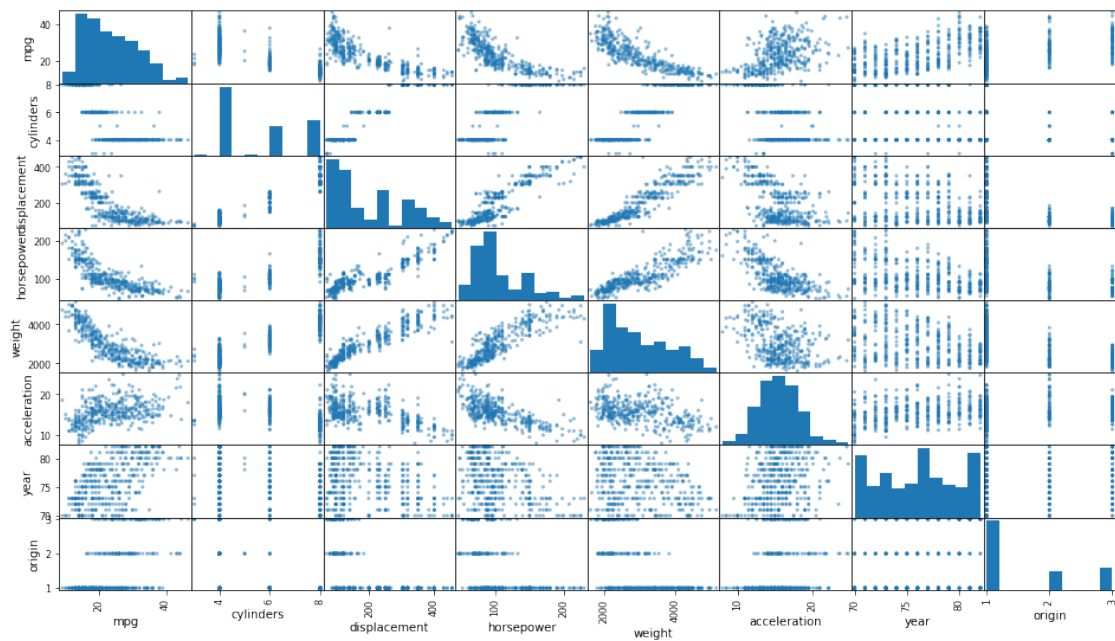 mpg
40
20
cylinders
8
6
4
displacement
400
200
horsepower
200
100
weight
4000
2000
acceleration
20
10
year
80
75
70
origin
3
2
1
20 40 4 6 8 200 400 100 200 2000 4000 10 20 70 75 80 1 2 3
mpg cylinders displacement horsepower weight acceleration year origin